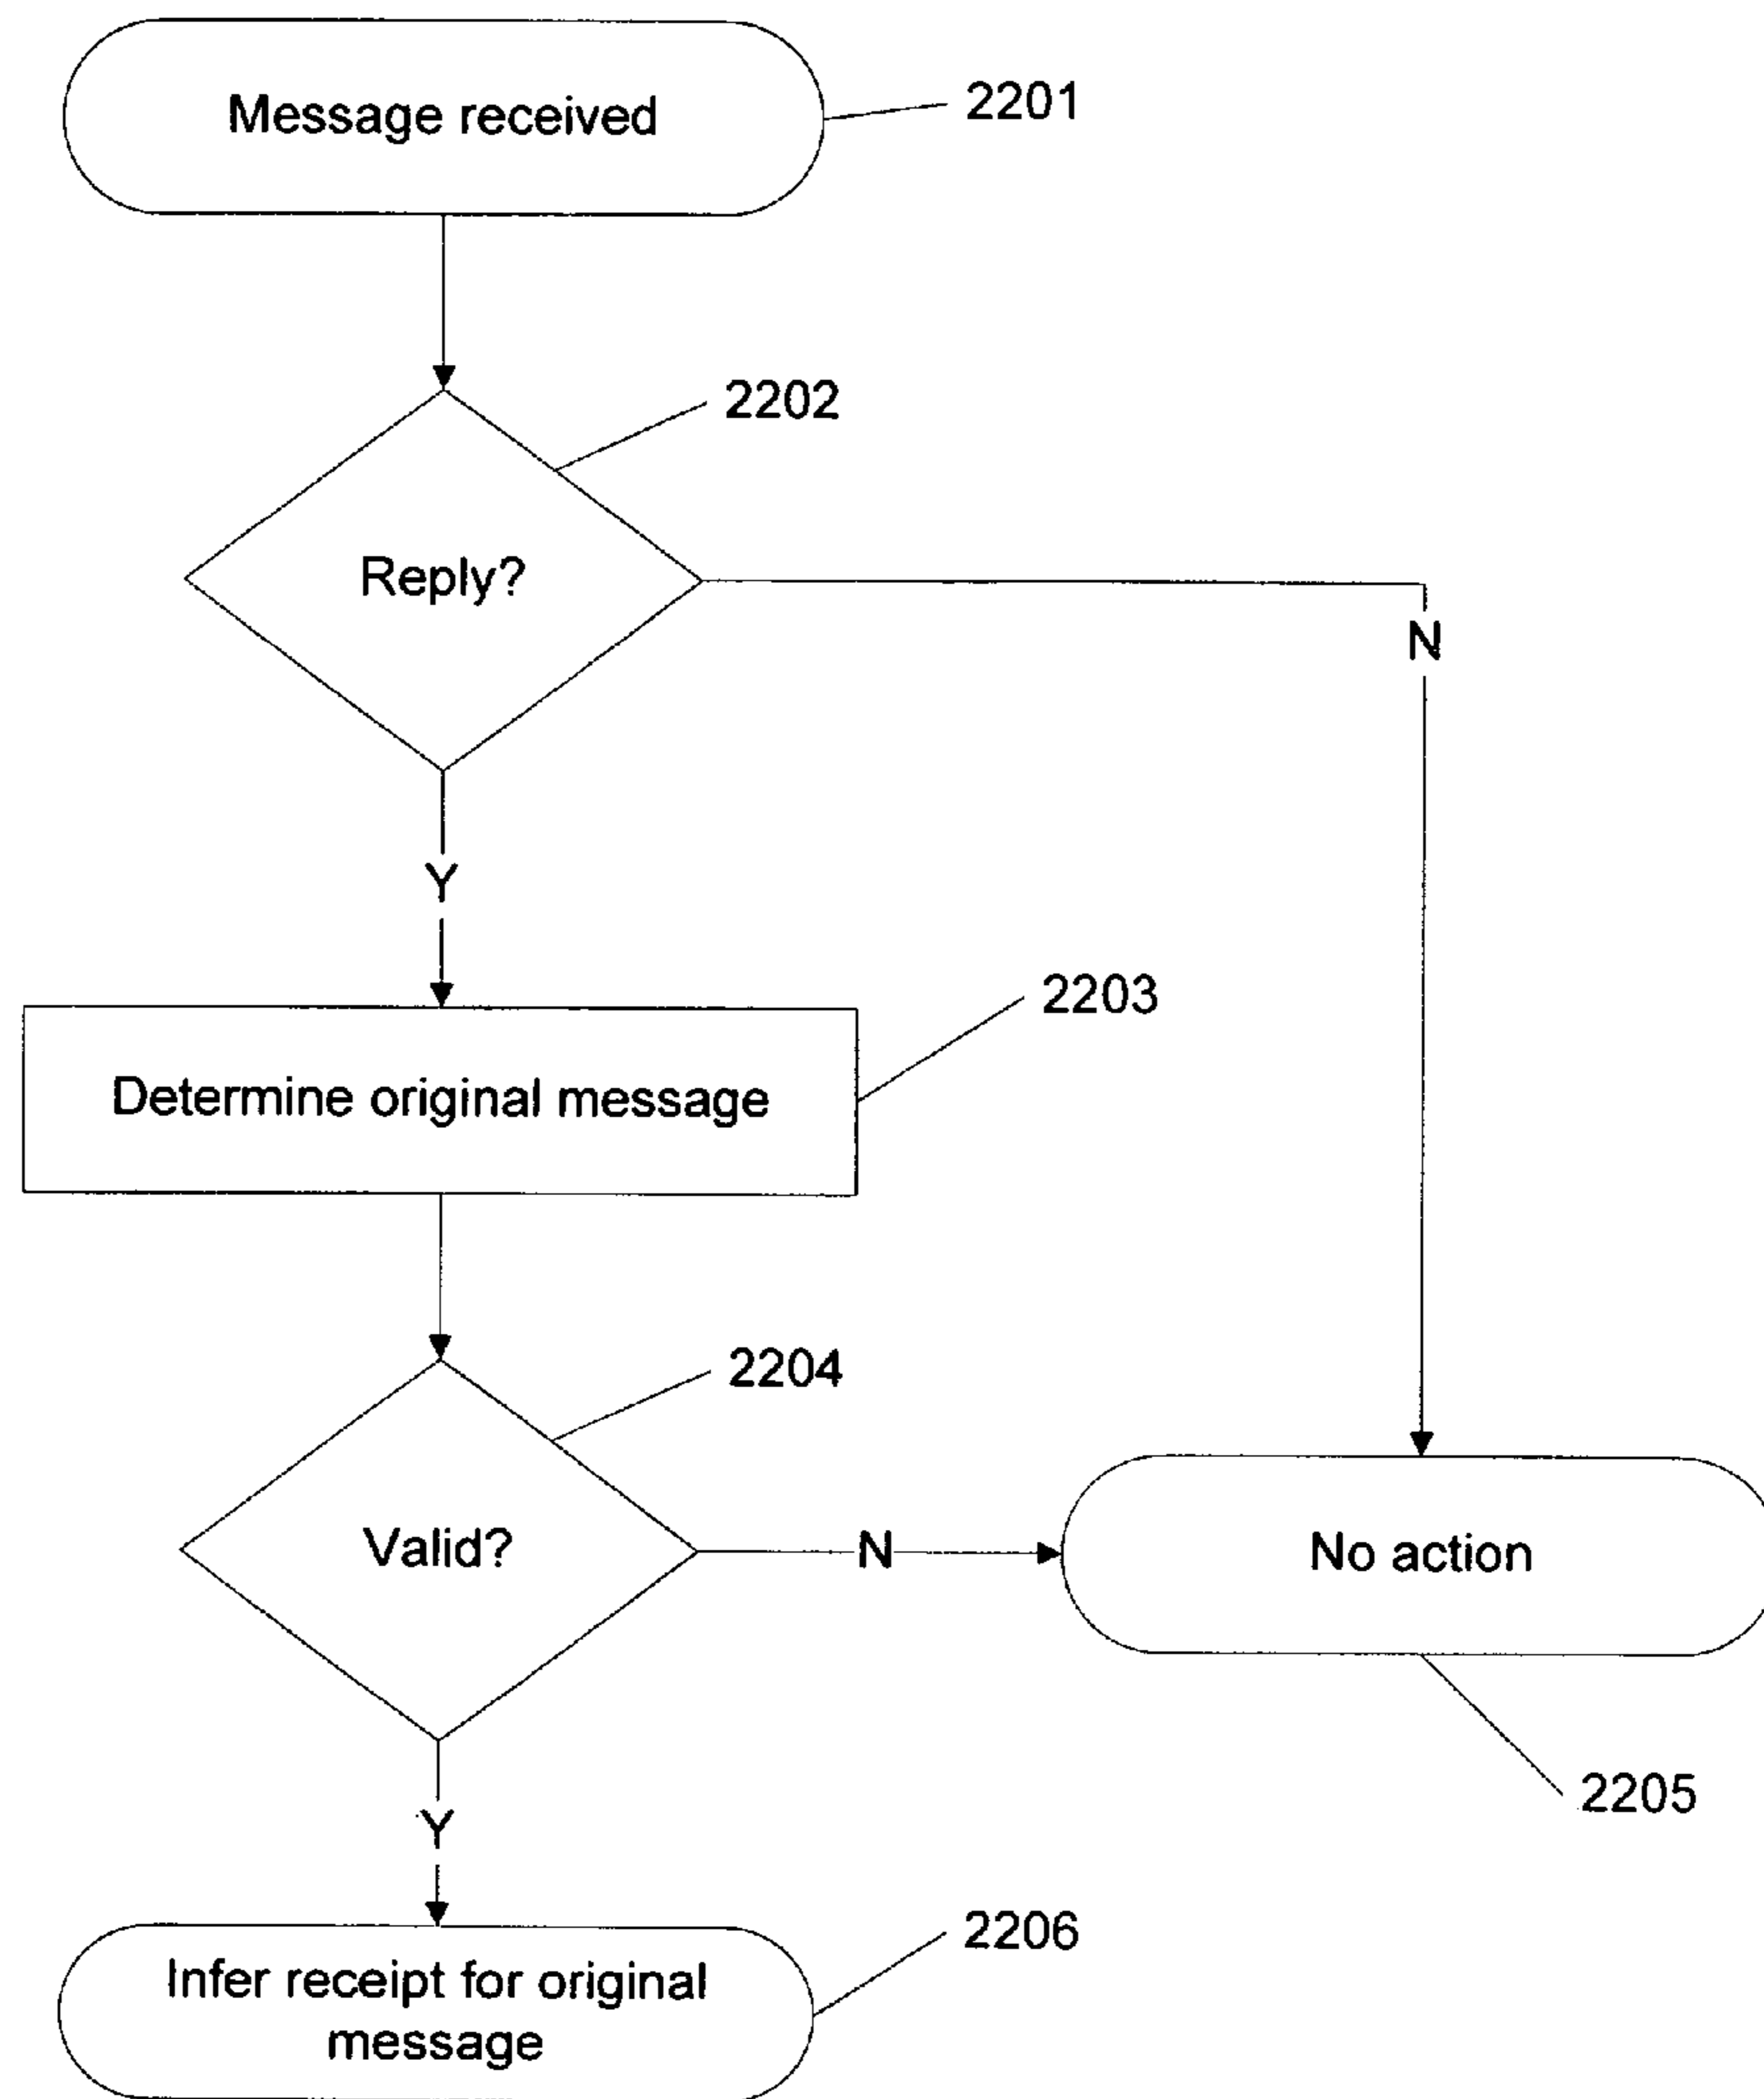 Message received
2201
2202
Reply?
N
Y
2203
Determine original message
2204
Valid?
N
No action
2205
Y
2206
Infer receipt for original
message